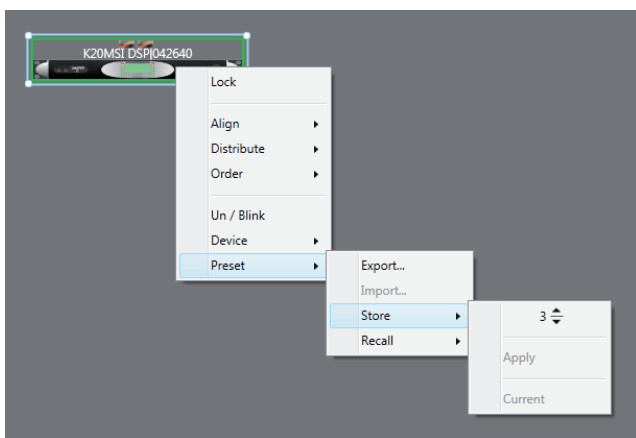 K20MSI DSP|042640
Lock
Align
Distribute
Order
Un / Blink
Device
Preset
Export...
Import...
Store
Recall
3
Apply
Current